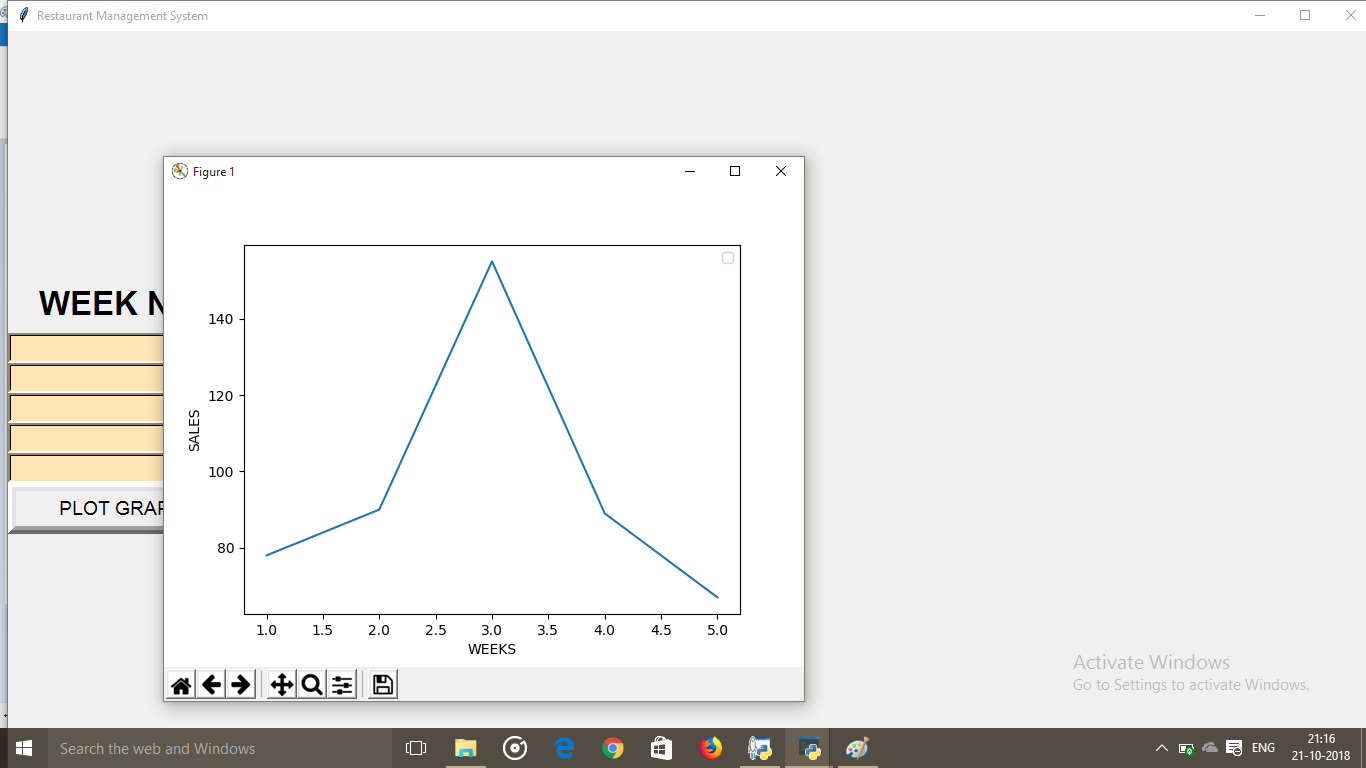 Restaurant Management System
Figure 1
WEEK N
PLOT GRAP
140
120
100
80
SALES
1.0 1.5 2.0 2.5 3.0 3.5 4.0 4.5 5.0
WEEKS
Activate Windows
Go to Settings to activate Windows.
Search the web and Windows
ENG
21:16
21-10-2018